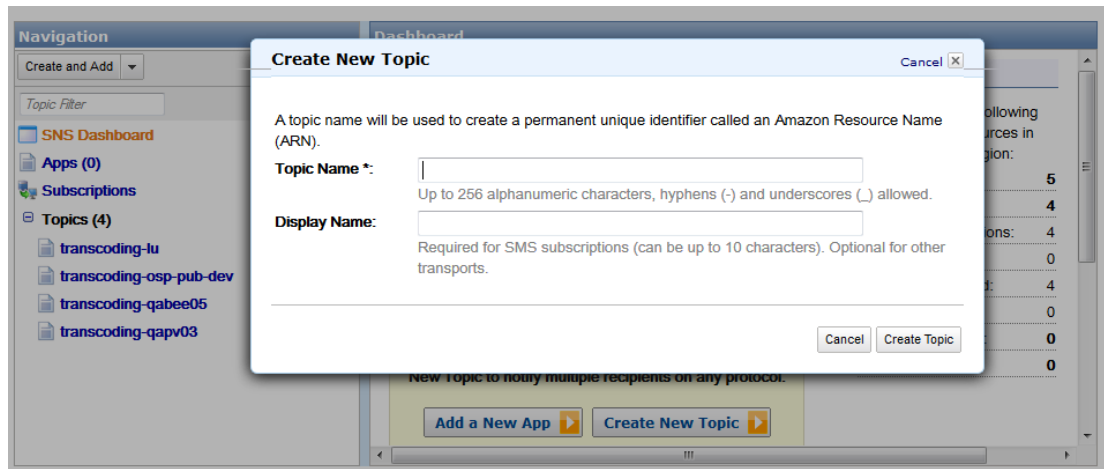 Navigation
Dashboard
Create and Add
Topic Filter
SNS Dashboard
Apps (0)
Subscriptions
Topics (4)
transcoding-lu
transcoding-osp-pub-dev
transcoding-qabee05
transcoding-qapv03
Create New Topic
Cancel
A topic name will be used to create a permanent unique identifier called an Amazon Resource Name
(ARN).
Topic Name *:
Up to 256 alphanumeric characters, hyphens (-) and underscores (_) allowed.
Display Name:
Required for SMS subscriptions (can be up to 10 characters). Optional for other
transports.
Cancel
Create Topic
5
4
4
0
4
0
0
0
New Topic to notify multiple recipients on any protocol.
Add a New App
Create New Topic